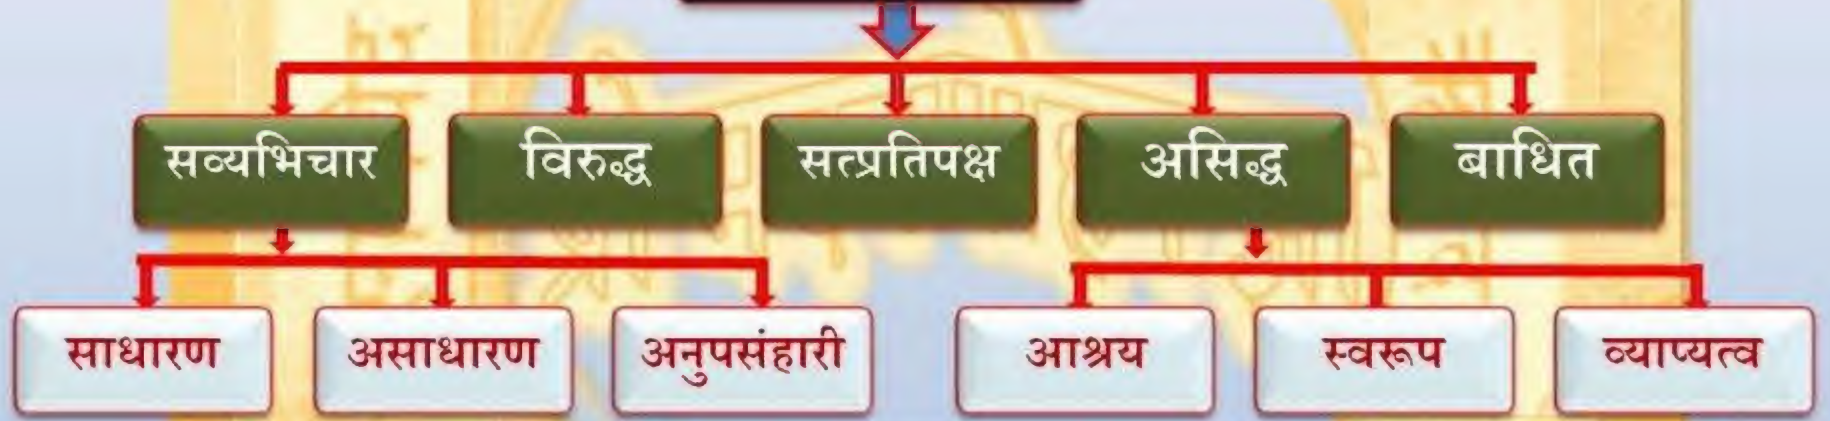 सव्यभिचार विरुद्ध सत्प्रतिपक्ष असिद्ध बाधित
साधारण असाधारण अनुपसंहारी आश्रय स्वरूप व्याप्यत्व